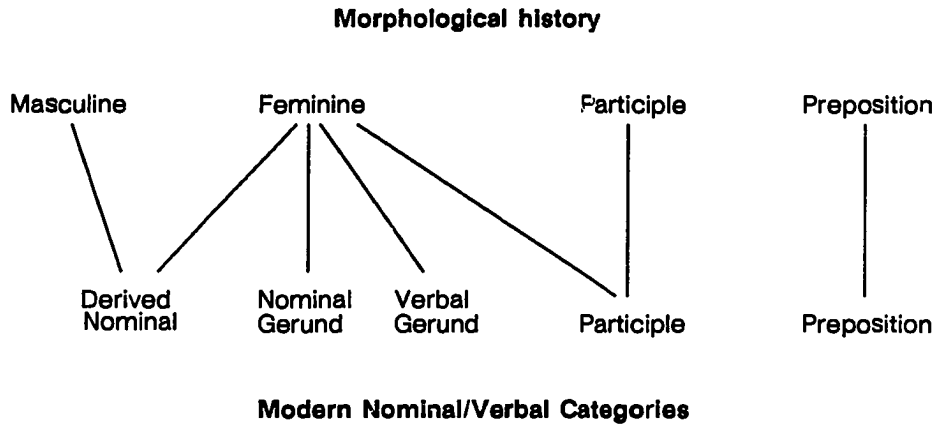 Morphological history
Masculine Feminine Participle Preposition
Derived Nominal Verbal
Nominal Gerund Gerund Participle Preposition
Modern Nominal/Verbal Categories